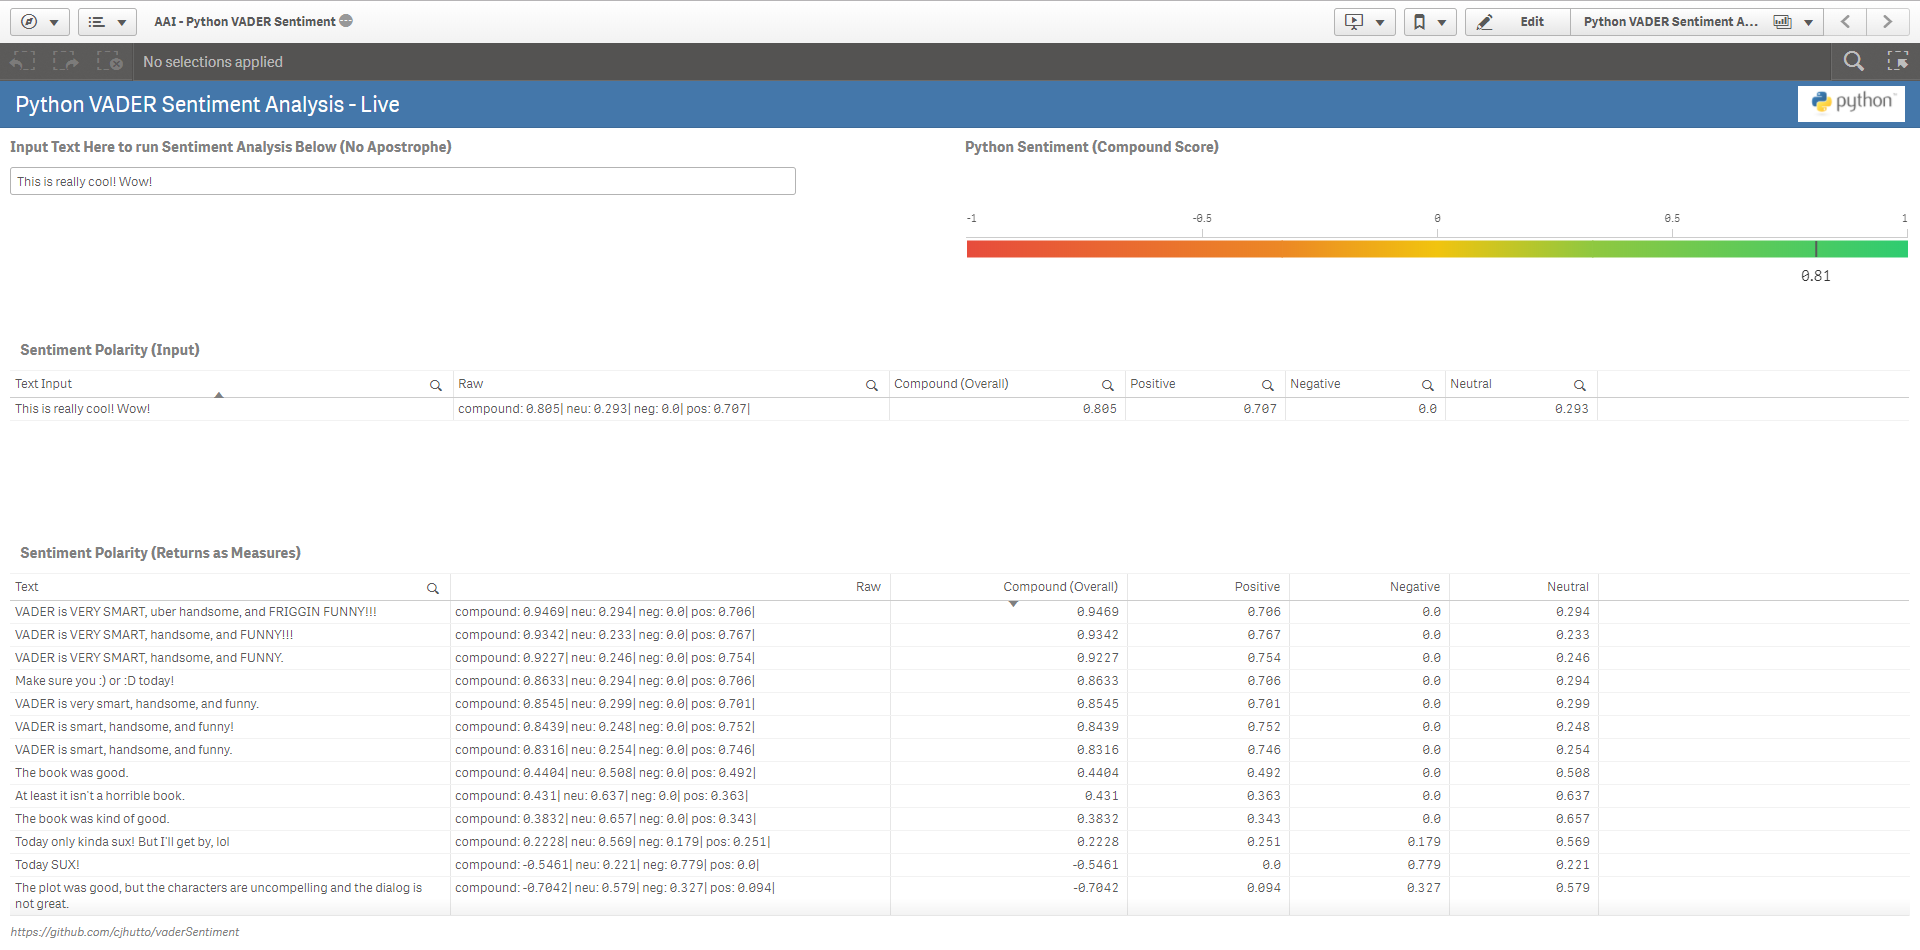 AAI - Python VADER Sentiment
Edit
Python VADER Sentiment A...
No selections applied
Python VADER Sentiment Analysis - Live
python™
Input Text Here to run Sentiment Analysis Below (No Apostrophe)
Python Sentiment (Compound Score)
This is really cool! Wow!
-1 -0.5 0 0.5 1
0.81
Sentiment Polarity (Input)
Text Input Raw Compound (Overall) Positive Negative Neutral
This is really cool! Wow! compound: 0.805| neu: 0.293| neg: 0.0| pos: 0.707| 0.805 0.707 0.0 0.293
Sentiment Polarity (Returns as Measures)
Text Raw Compound (Overall) Positive Negative Neutral
VADER is VERY SMART, uber handsome, and FRIGGIN FUNNY!!! compound: 0.9469| neu: 0.294| neg: 0.0| pos: 0.706| 0.9469 0.706 0.0 0.294
VADER is VERY SMART, handsome, and FUNNY!!! compound: 0.9342| neu: 0.233| neg: 0.0| pos: 0.767| 0.9342 0.767 0.0 0.233
VADER is VERY SMART, handsome, and FUNNY. compound: 0.9227| neu: 0.246| neg: 0.0| pos: 0.754| 0.9227 0.754 0.0 0.246
Make sure you :) or :D today! compound: 0.8633| neu: 0.294| neg: 0.0| pos: 0.706| 0.8633 0.706 0.0 0.294
VADER is very smart, handsome, and funny. compound: 0.8545| neu: 0.299| neg: 0.0| pos: 0.701| 0.8545 0.701 0.0 0.299
VADER is smart, handsome, and funny! compound: 0.8439| neu: 0.248| neg: 0.0| pos: 0.752| 0.8439 0.752 0.0 0.248
VADER is smart, handsome, and funny. compound: 0.8316| neu: 0.254| neg: 0.0| pos: 0.746| 0.8316 0.746 0.0 0.254
The book was good. compound: 0.4404| neu: 0.508| neg: 0.0| pos: 0.492| 0.4404 0.492 0.0 0.508
At least it isn't a horrible book. compound: 0.431| neu: 0.637| neg: 0.0| pos: 0.363| 0.431 0.363 0.0 0.637
The book was kind of good. compound: 0.3832| neu: 0.657| neg: 0.0| pos: 0.343| 0.3832 0.343 0.0 0.657
Today only kinda sux! But I'll get by, lol compound: 0.2228| neu: 0.569| neg: 0.179| pos: 0.251| 0.2228 0.251 0.179 0.569
Today SUX! compound: -0.5461| neu: 0.221| neg: 0.779| pos: 0.0| -0.5461 0.0 0.779 0.221
The plot was good, but the characters are uncompelling and the dialog is compound: -0.7042| neu: 0.579| neg: 0.327| pos: 0.094| -0.7042 0.094 0.327 0.579
not great.
https://github.com/cjhutto/vaderSentiment